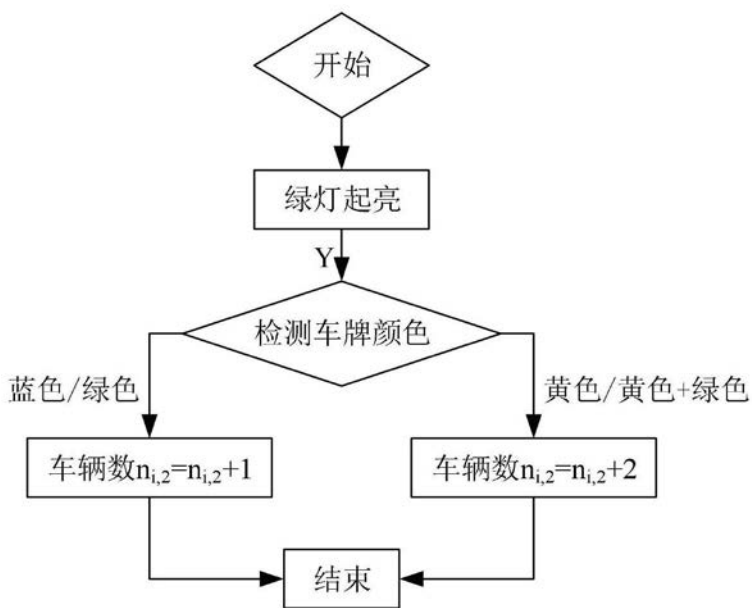 开始
绿灯起亮
Y
检测车牌颜色
蓝色/绿色
黄色/黄色+绿色
车辆数n_{i,2}=n_{i,2}+1
车辆数n_{i,2}=n_{i,2}+2
结束